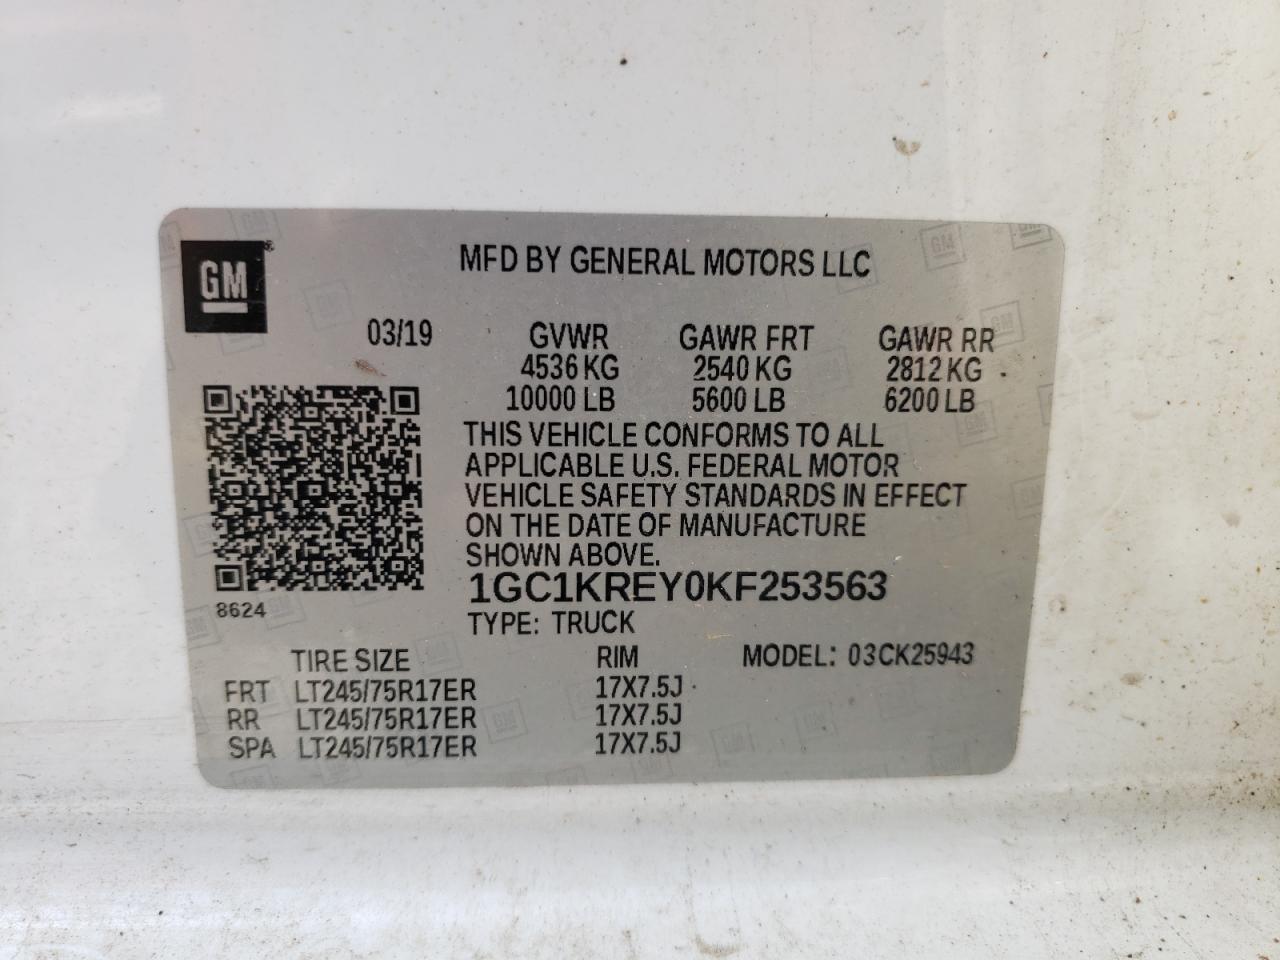 GM®
MFD BY GENERAL MOTORS LLC
03/19 GVWR GAWR FRT GAWR RR
4536 KG 2540 KG 2812 KG
10000 LB 5600 LB 6200 LB
THIS VEHICLE CONFORMS TO ALL
APPLICABLE U.S. FEDERAL MOTOR
VEHICLE SAFETY STANDARDS IN EFFECT
ON THE DATE OF MANUFACTURE
SHOWN ABOVE.
1GC1KREY0KF253563
8624
TYPE: TRUCK
TIRE SIZE RIM MODEL: 03CK25943
FRT LT245/75R17ER 17X7.5J
RR LT245/75R17ER 17X7.5J
SPA LT245/75R17ER 17X7.5J